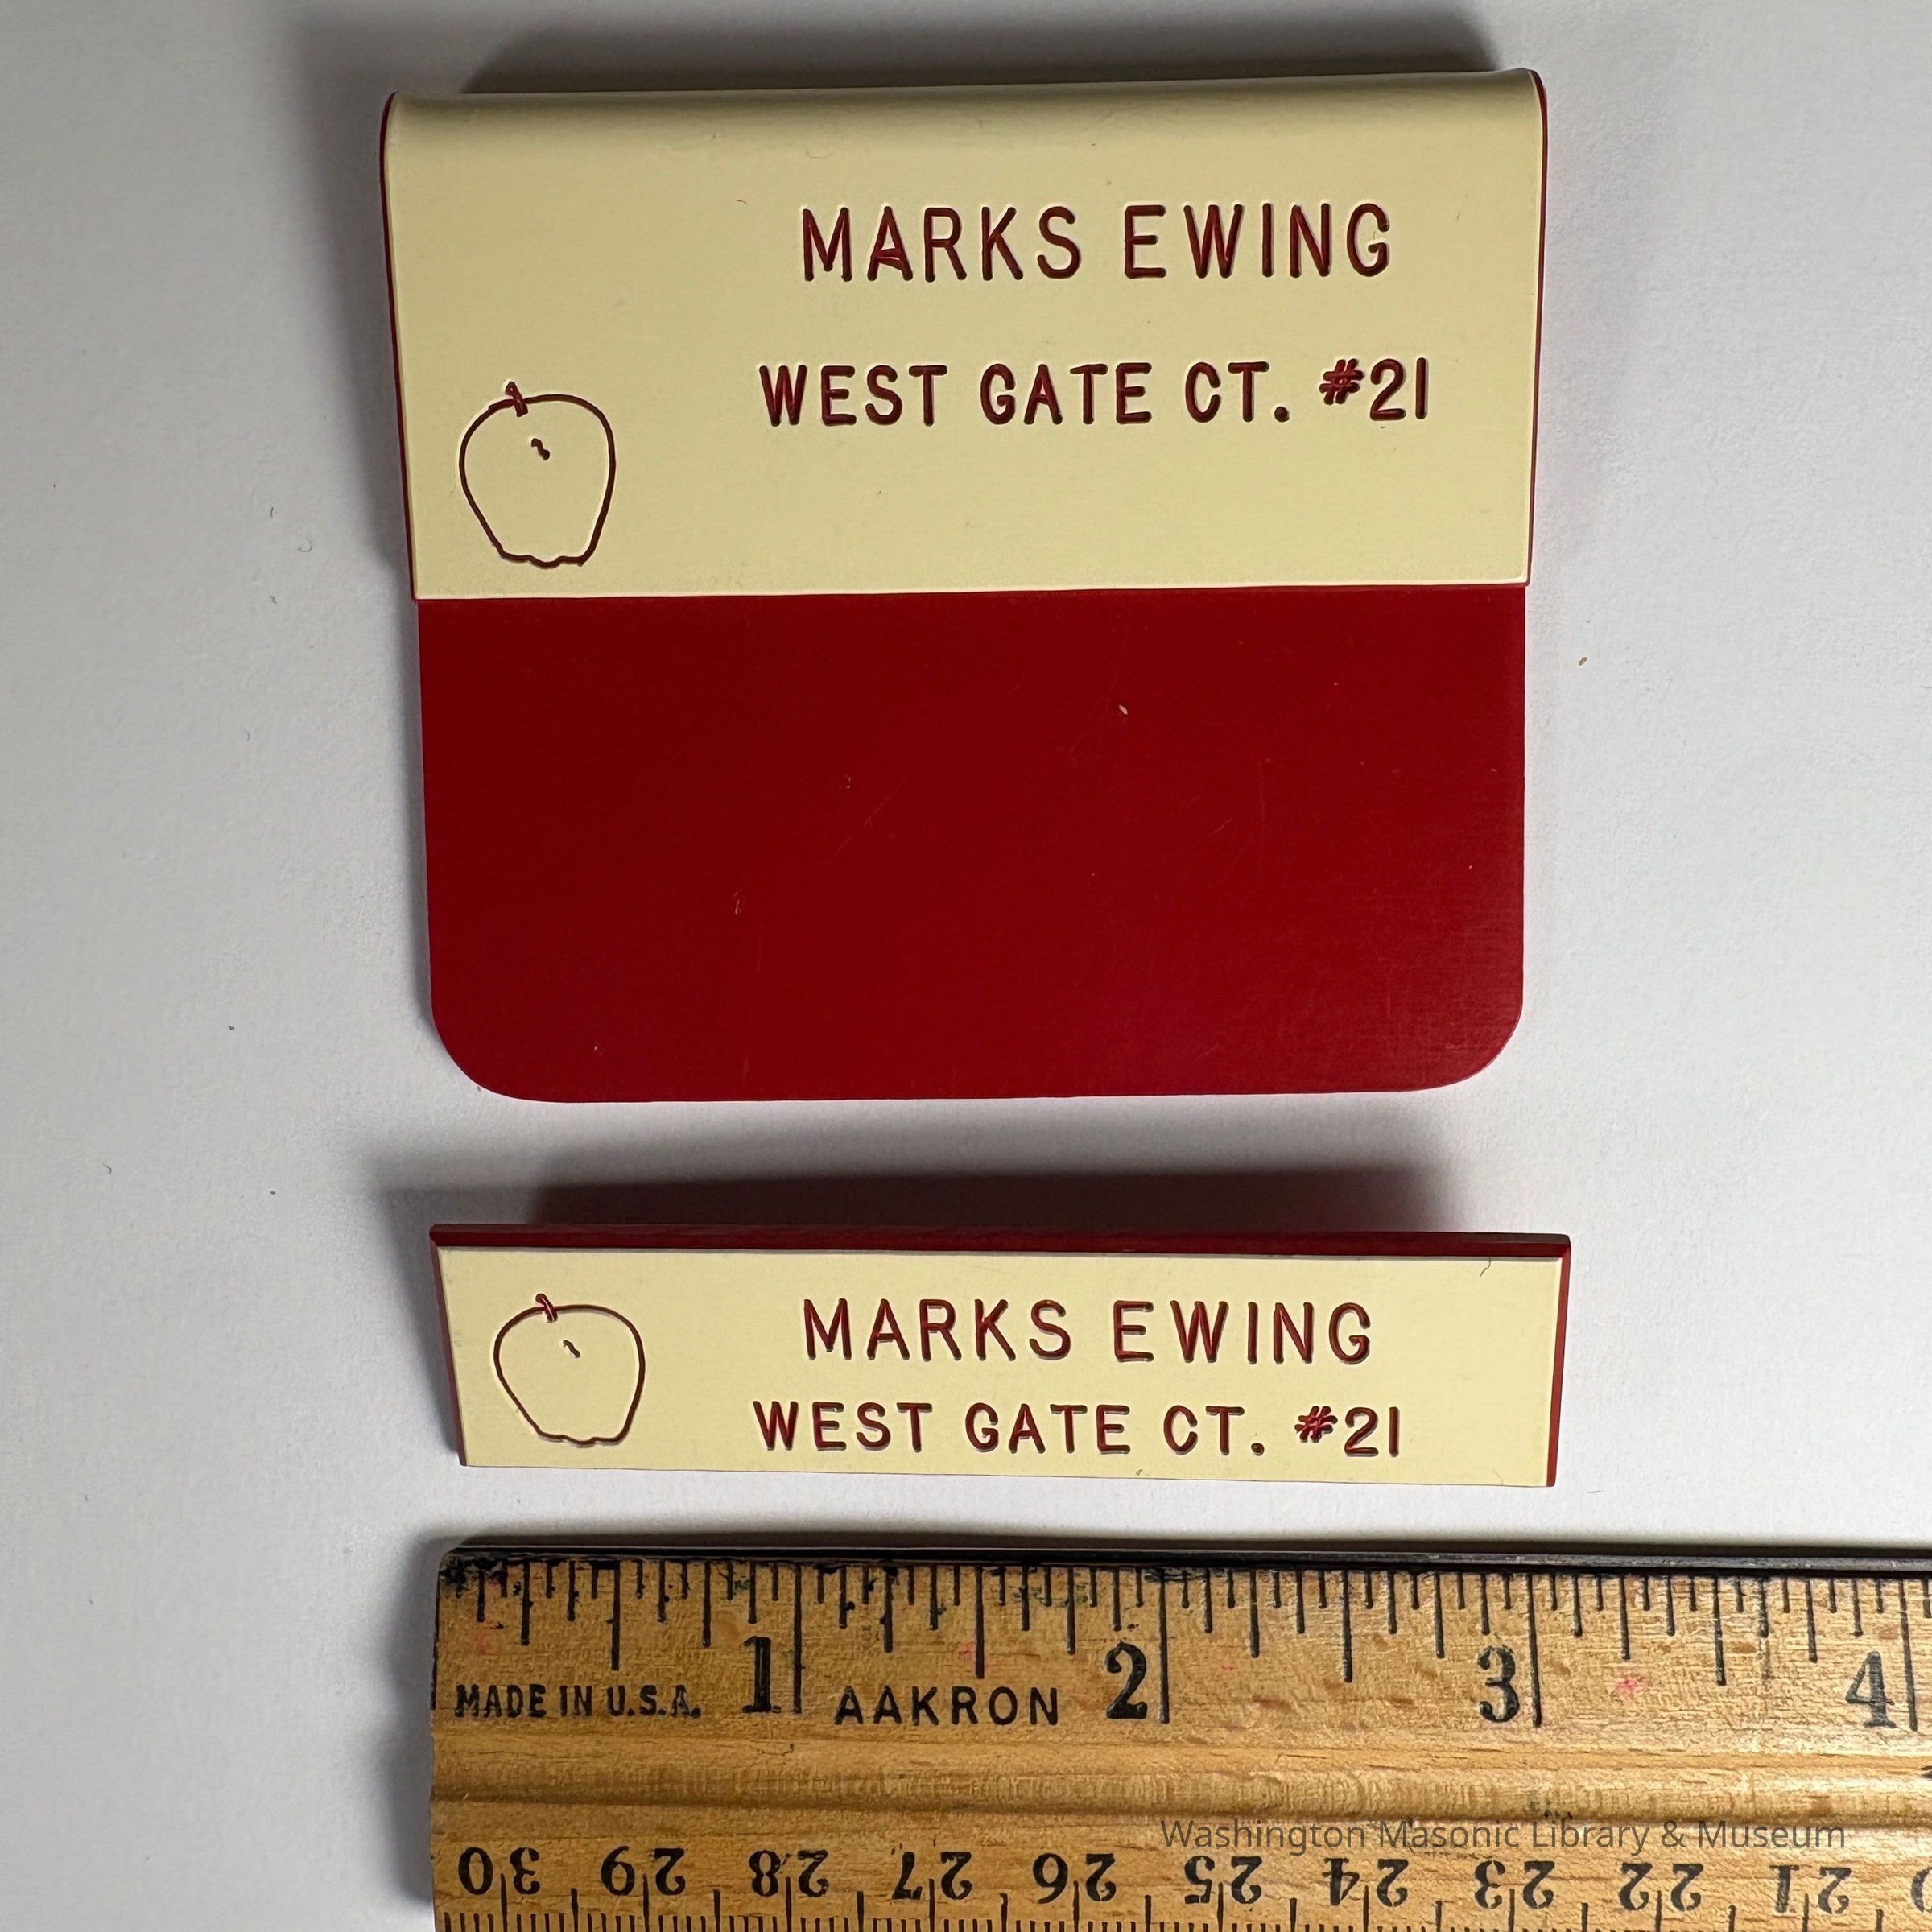 MARKS EWING
WEST GATE CT. #21
MARKS EWING
WEST GATE CT. #21
1 2 3 4
MADE IN U.S.A. AAKRON
Washington Masonic Library & Museum
30 29 28 27 26 25 24 23 22 21